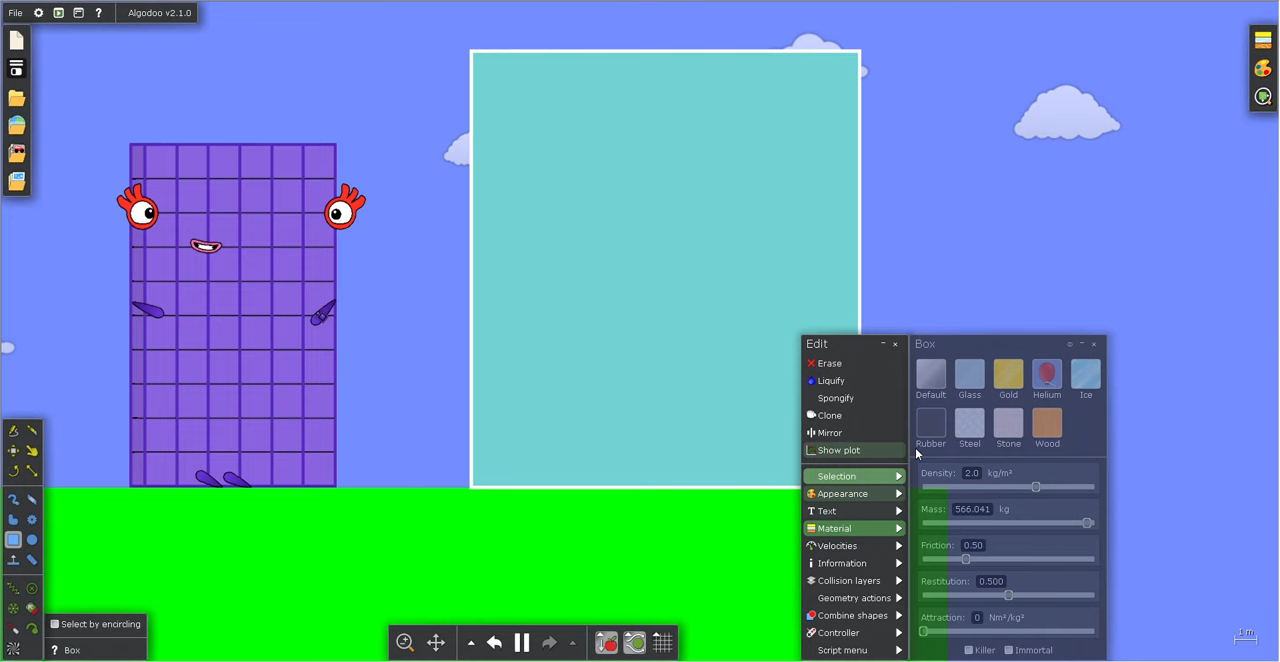 File ? Algodoo v2.1.0
Edit
Erase
Liquify
Spongify
Clone
Mirror
Show plot
Selection
Appearance
Text
Material
Velocities
Information
Collision layers
Geometry actions
Combine shapes
Controller
Script menu
Box
Default Glass Gold Helium Ice
Rubber Steel Stone Wood
Density: 2.0 kg/m²
Mass: 566.041 kg
Friction: 0.50
Restitution: 0.500
Attraction: 0 Nm²/kg²
Killer Immortal
Select by encircling
? Box
1 m